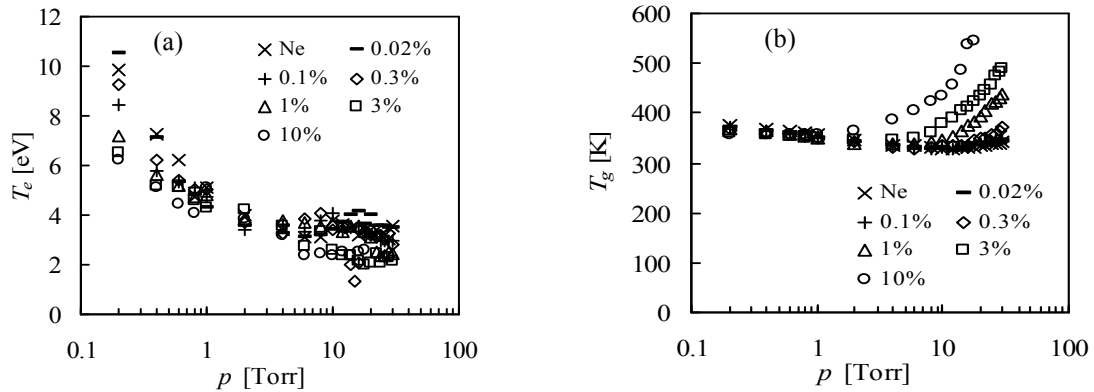 (a)
12
10
8
6
4
2
0
T_e [eV]
Ne 0.02%
0.1% 0.3%
1% 3%
10%
0.1 1 10 100
p [Torr]
(b)
600
500
400
300
200
100
0
T_g [K]
Ne 0.02%
0.1% 0.3%
1% 3%
10%
0.1 1 10 100
p [Torr]